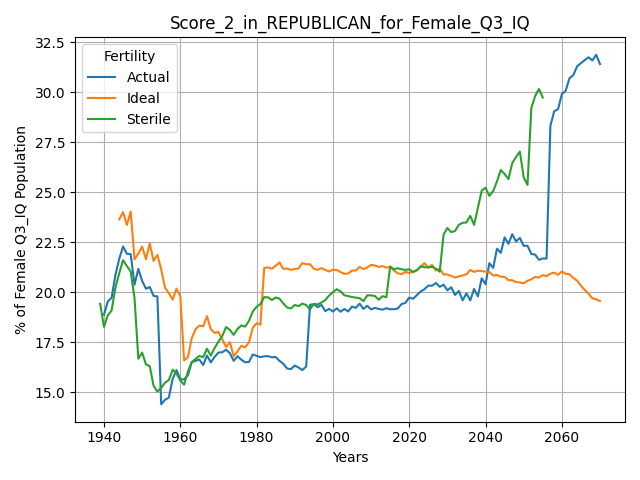 Score_2_in_REPUBLICAN_for_Female_Q3_IQ
Fertility
Actual
Ideal
Sterile
% of Female Q3_IQ Population
32.5
30.0
27.5
25.0
22.5
20.0
17.5
15.0
1940
1960
1980
2000
2020
2040
2060
Years